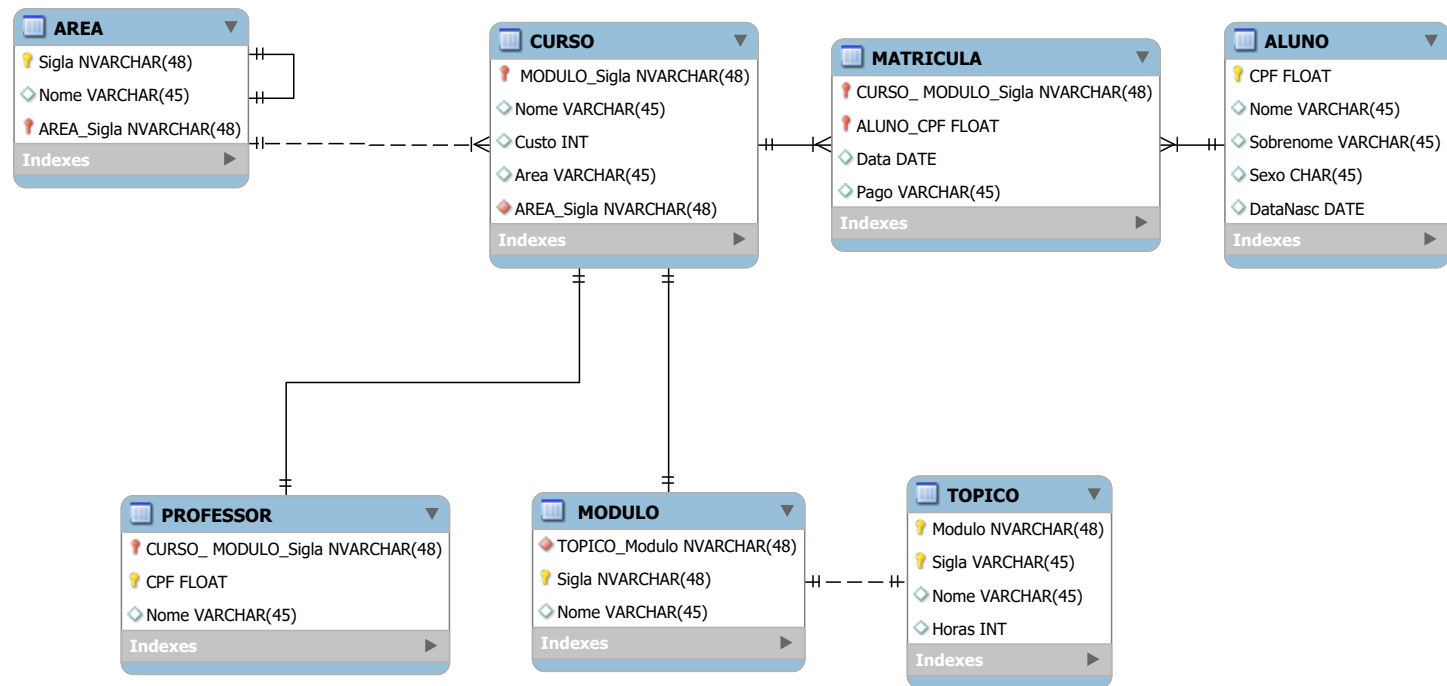 AREA
Sigla NVARCHAR(48)
Nome VARCHAR(45)
AREA_Sigla NVARCHAR(48)
Indexes
CURSO
MODULO_Sigla NVARCHAR(48)
Nome VARCHAR(45)
Custo INT
Area VARCHAR(45)
AREA_Sigla NVARCHAR(48)
Indexes
MATRICULA
CURSO_ MODULO_Sigla NVARCHAR(48)
ALUNO_CPF FLOAT
Data DATE
Pago VARCHAR(45)
Indexes
ALUNO
CPF FLOAT
Nome VARCHAR(45)
Sobrenome VARCHAR(45)
Sexo CHAR(45)
DataNasc DATE
Indexes
PROFESSOR
CURSO_ MODULO_Sigla NVARCHAR(48)
CPF FLOAT
Nome VARCHAR(45)
Indexes
MODULO
TOPICO_Modulo NVARCHAR(48)
Sigla NVARCHAR(48)
Nome VARCHAR(45)
Indexes
TOPICO
Modulo NVARCHAR(48)
Sigla VARCHAR(45)
Nome VARCHAR(45)
Horas INT
Indexes